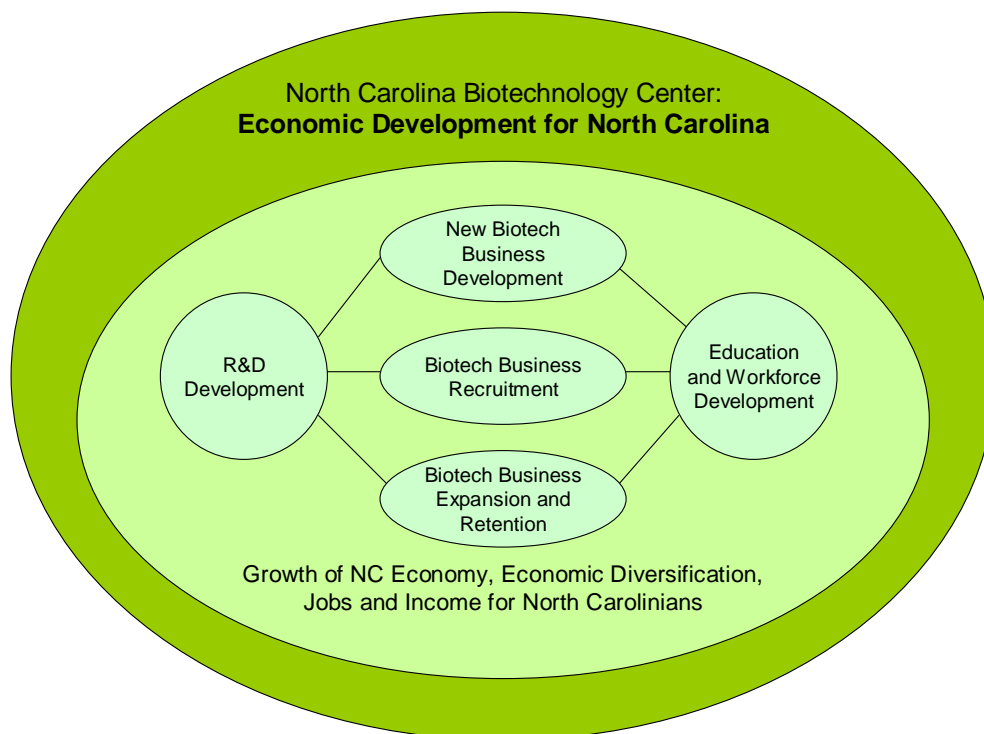 North Carolina Biotechnology Center:
Economic Development for North Carolina
New Biotech
Business
Development
R&D
Development
Biotech Business
Recruitment
Education
and Workforce
Development
Biotech Business
Expansion and
Retention
Growth of NC Economy, Economic Diversification,
Jobs and Income for North Carolinians